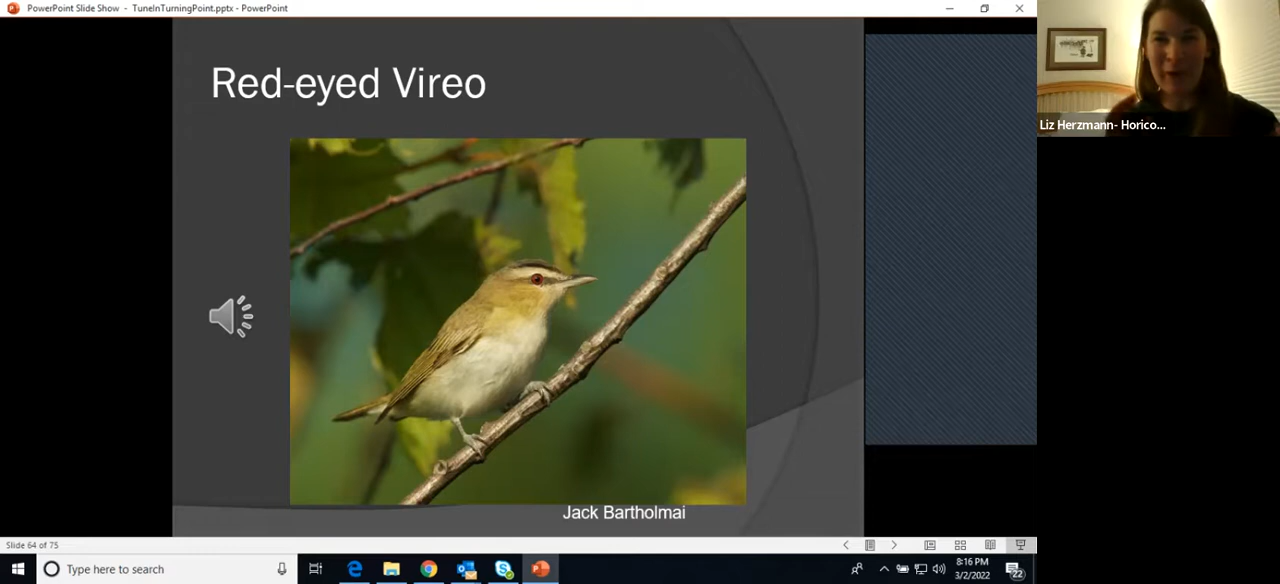 PowerPoint Slide Show - TuneInTurningPoint.pptx - PowerPoint
Red-eyed Vireo
Liz Herzmann- Horico...
Jack Bartholmai
Slide 64 of 75
Type here to search
8:16 PM
3/2/2022
22